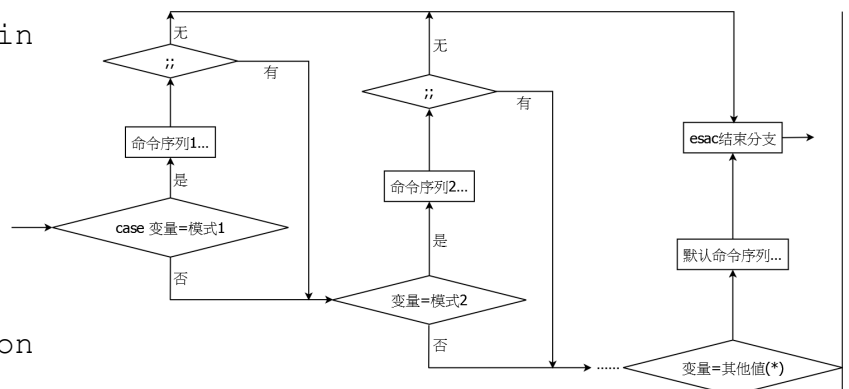 in
无
;;
有
命令序列1...
是
case 变量=模式1
否
无
;;
有
命令序列2...
是
变量=模式2
否
......
esac结束分支
默认命令序列...
变量=其他值(*)
on